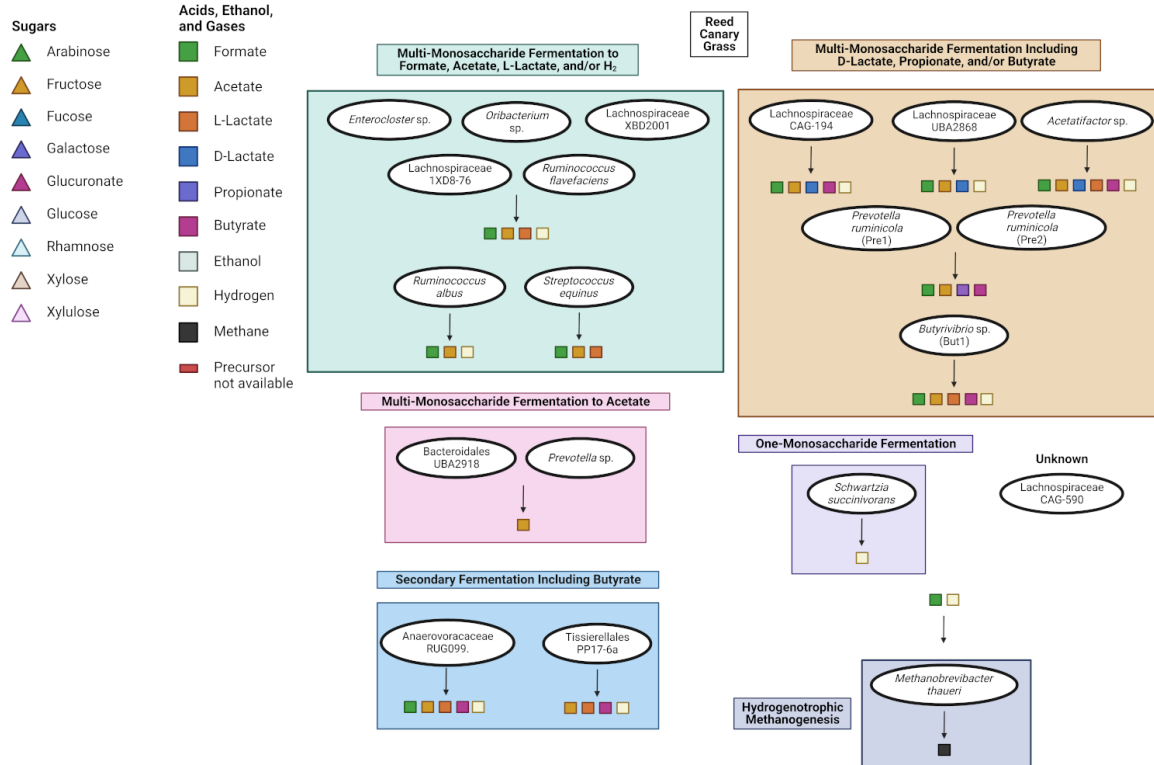 Sugars
Arabinose
Fructose
Fucose
Galactose
Glucuronate
Glucose
Rhamnose
Xylose
Xylulose
Acids, Ethanol,
and Gases
Formate
Acetate
L-Lactate
D-Lactate
Propionate
Butyrate
Ethanol
Hydrogen
Methane
Precursor
not available
Reed
Canary
Grass
Multi-Monosaccharide Fermentation to
Formate, Acetate, L-Lactate, and/or H₂
Enterocloster sp.
Oribacterium
sp.
Lachnospiraceae
XBD2001
Lachnospiraceae
1XD8-76
Ruminococcus
flavefaciens
Ruminococcus
albus
Streptococcus
equinus
Multi-Monosaccharide Fermentation Including
D-Lactate, Propionate, and/or Butyrate
Lachnospiraceae
CAG-194
Lachnospiraceae
UBA2868
Acetatifactor sp.
Prevotella
ruminicola
(Pre1)
Prevotella
ruminicola
(Pre2)
Butyrivibrio sp.
(But1)
Multi-Monosaccharide Fermentation to Acetate
Bacteroidales
UBA2918
Prevotella sp.
One-Monosaccharide Fermentation
Schwartzia
succinivorans
Unknown
Lachnospiraceae
CAG-590
Secondary Fermentation Including Butyrate
Anaerovoracaceae
RUG099.
Tissierellales
PP17-6a
Hydrogenotrophic
Methanogenesis
Methanobrevibacter
thaueri